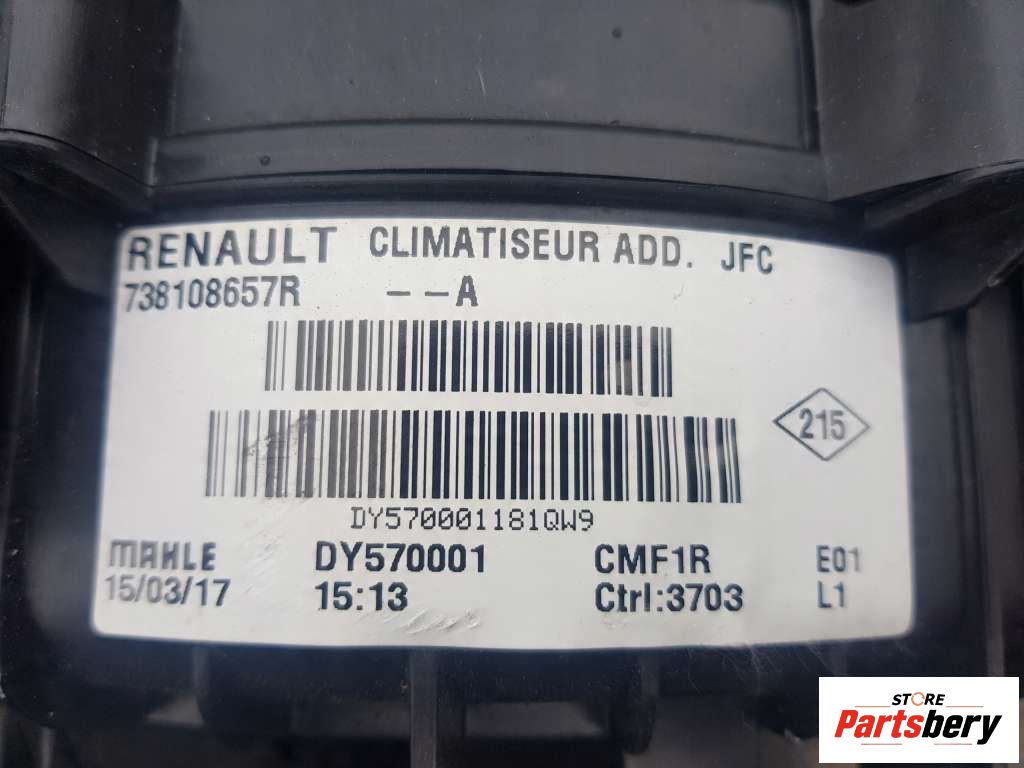 RENAULT CLIMATISEUR ADD. JFC
738108657R --A
215
DY570001181QW9
MAHLE DY570001 CMF1R E01
15/03/17 15:13 Ctrl:3703 L1
STORE
Partsbery